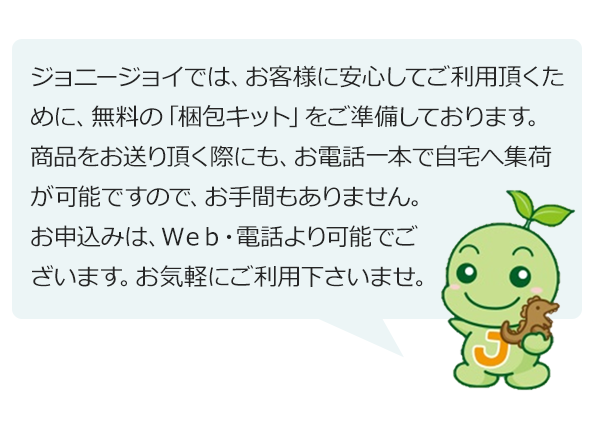 ジョニージョイでは、お客様に安心してご利用頂くた
めに、無料の「梱包キット」をご準備しております。
商品をお送り頂く際にも、お電話一本で自宅へ集荷
が可能ですので、お手間もありません。
お申込みは、Ｗｅｂ・電話より可能でご
ざいます。お気軽にご利用下さいませ。
J